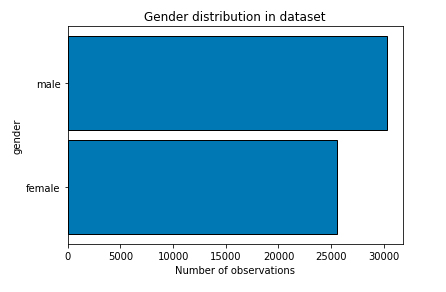 Gender distribution in dataset
male
gender
female
0 5000 10000 15000 20000 25000 30000
Number of observations